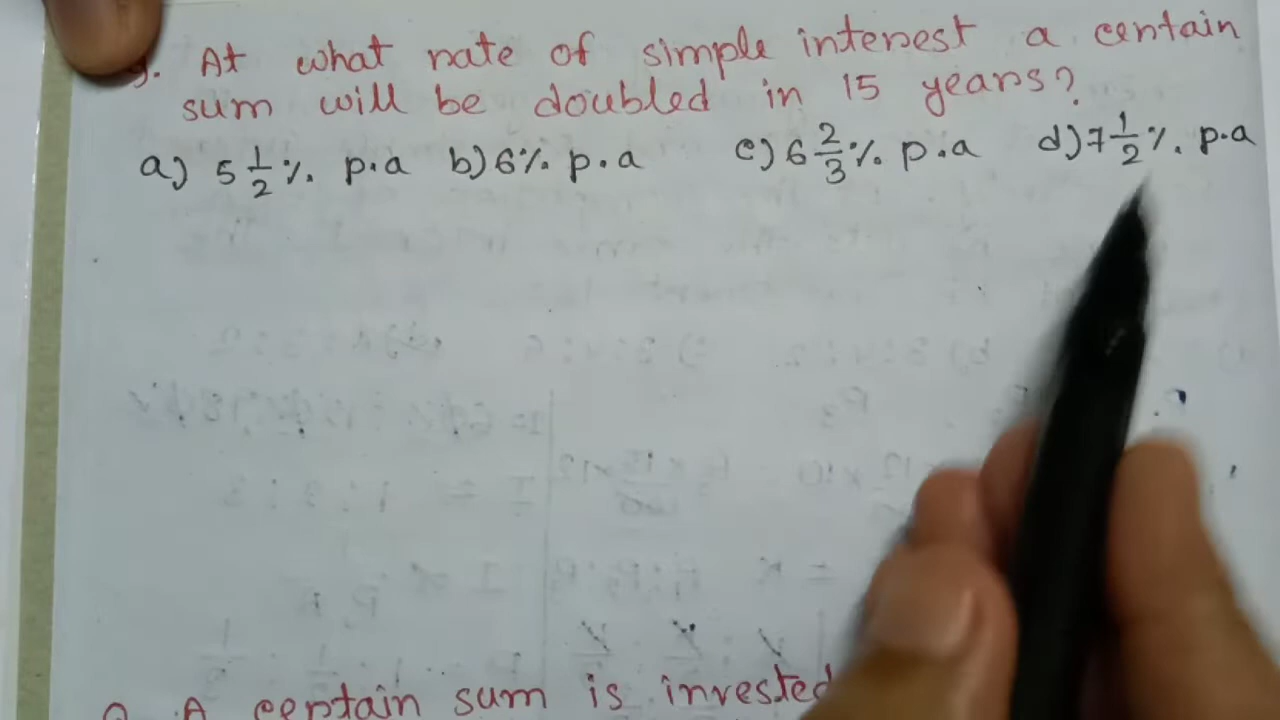 9. At what rate of simple interest a certain
sum will be doubled in 15 years?
a) 5 1/2 %. p.a b) 6%. p.a c) 6 2/3 %. p.a d) 7 1/2 %. p.a
Q. A certain sum is invested